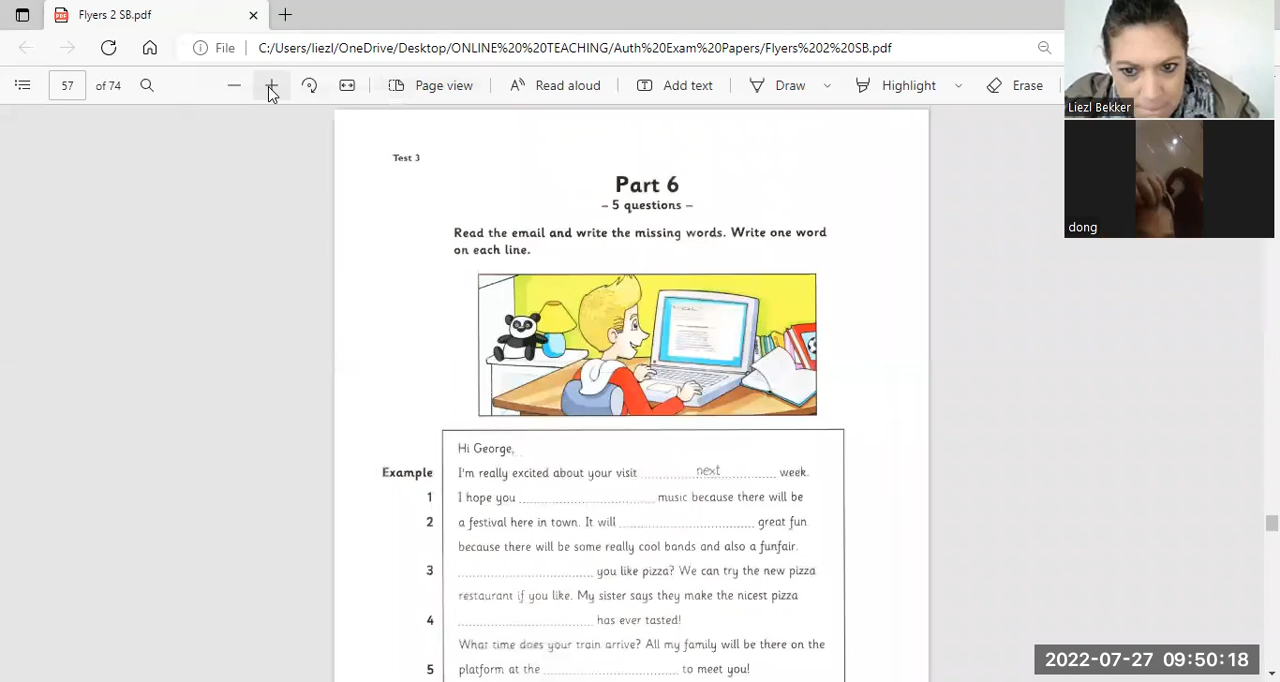 Flyers 2 SB.pdf
File C:/Users/liezl/OneDrive/Desktop/ONLINE%20%20TEACHING/Auth%20Exam%20Papers/Flyers%202%20SB.pdf
57 of 74 Page view Read aloud Add text Draw Highlight Erase
Liezl Bekker
dong
Test 3
Part 6
– 5 questions –
Read the email and write the missing words. Write one word
on each line.
Hi George,
Example I'm really excited about your visit next week.
1 I hope you music because there will be
2 a festival here in town. It will great fun
because there will be some really cool bands and also a funfair.
3 you like pizza? We can try the new pizza
restaurant if you like. My sister says they make the nicest pizza
4 has ever tasted!
What time does your train arrive? All my family will be there on the
5 platform at the to meet you!
2022-07-27 09:50:18